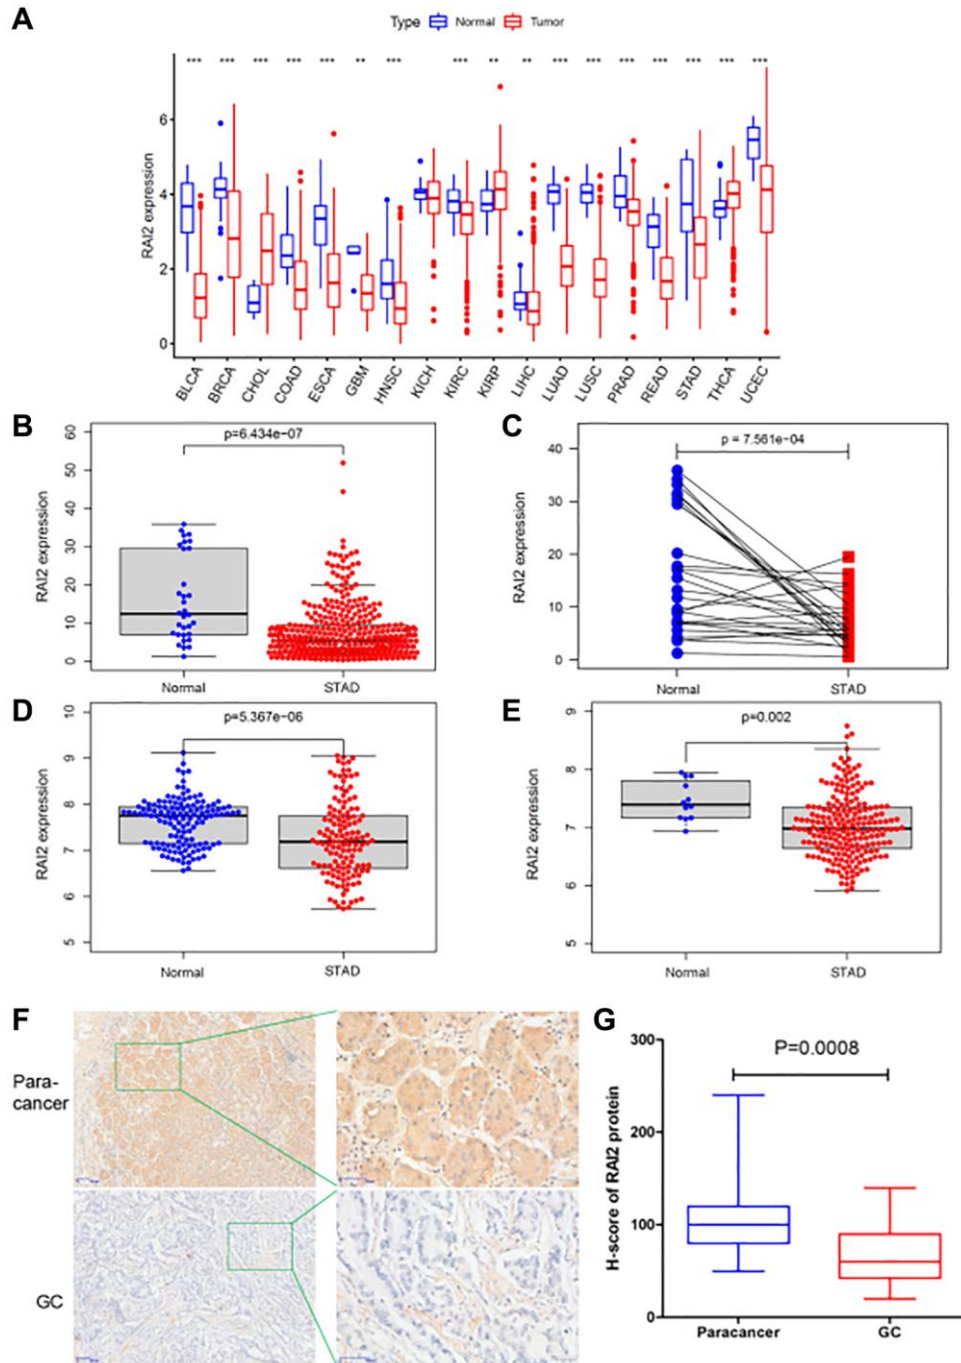 A
Type Normal Tumor
*** *** *** *** *** ** *** *** ** ** *** *** *** *** *** *** ***
RAI2 expression
6
4
2
0
BLCA BRCA CHOL COAD ESCA GBM HNSC KICH KIRC KIRP LIHC LUAD LUSC PRAD READ STAD THCA UCEC
B
p=6.434e−07
RAI2 expression
60
50
40
30
20
10
0
Normal STAD
C
p = 7.561e−04
RAI2 expression
40
30
20
10
0
Normal STAD
D
p=5.367e−06
RAI2 expression
10
9
8
7
6
5
Normal STAD
E
p=0.002
RAI2 expression
9
8
7
6
5
Normal STAD
F
Para-
cancer
GC
G
P=0.0008
H-score of RAI2 protein
300
200
100
0
Paracancer GC